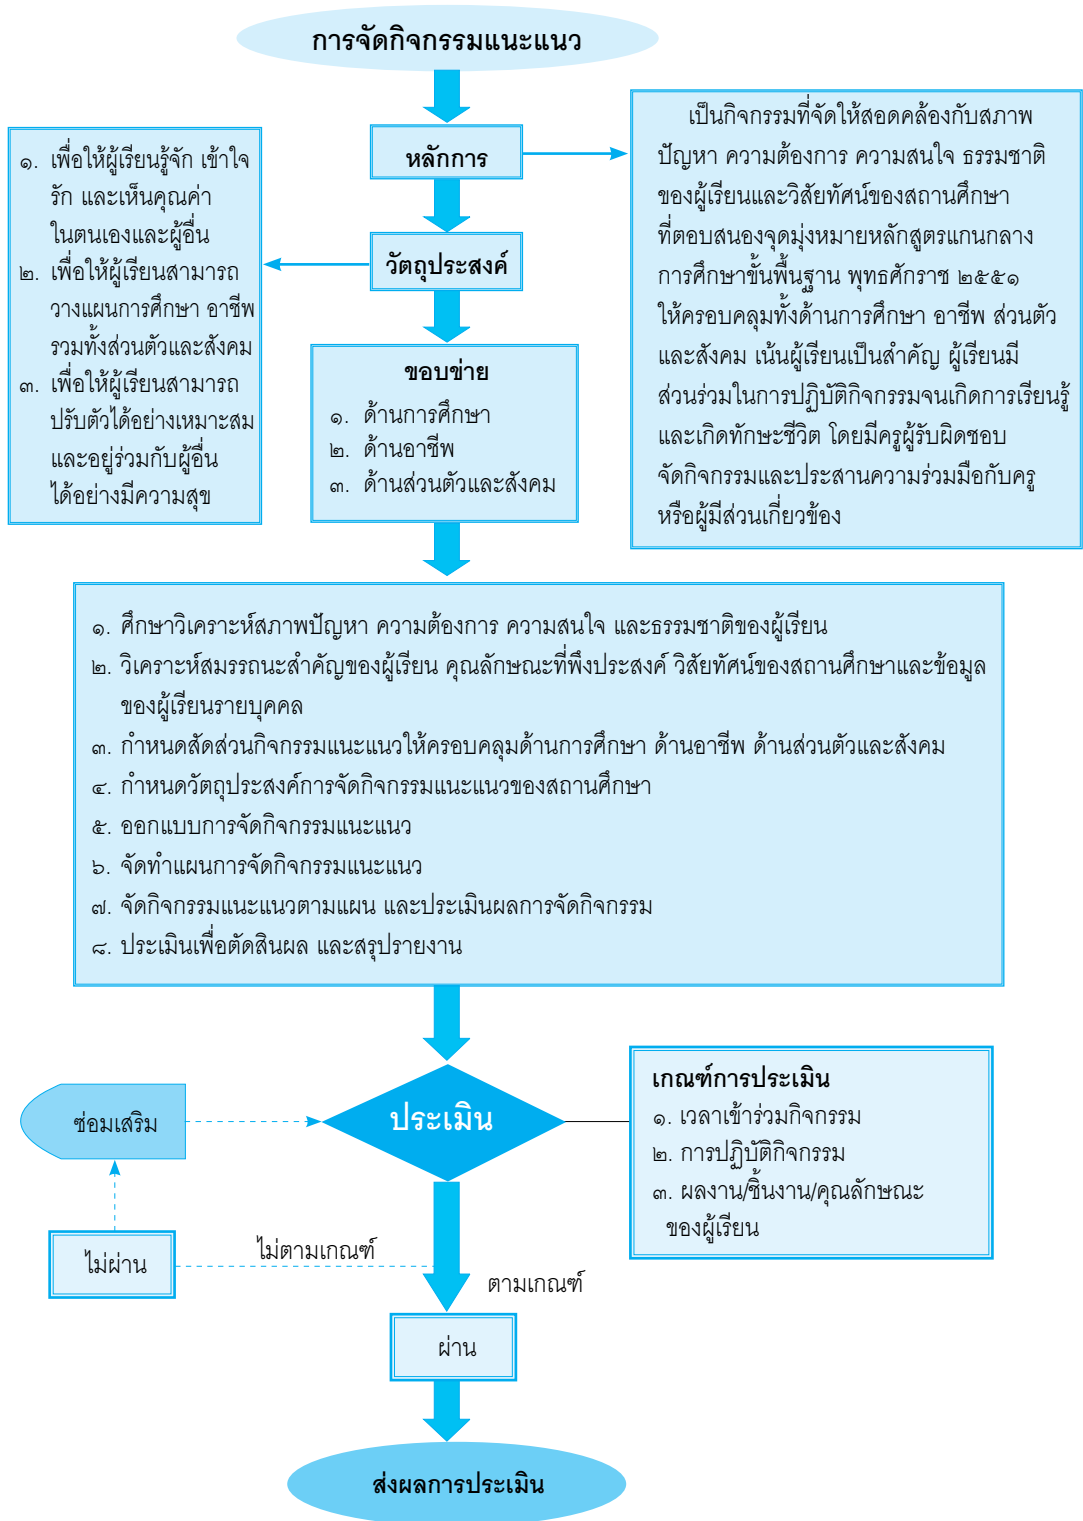 การจัดกิจกรรมแนะแนว
หลักการ
เป็นกิจกรรมที่จัดให้สอดคล้องกับสภาพ
ปัญหา ความต้องการ ความสนใจ ธรรมชาติ
ของผู้เรียนและวิสัยทัศน์ของสถานศึกษา
ที่ตอบสนองจุดมุ่งหมายหลักสูตรแกนกลาง
การศึกษาขั้นพื้นฐาน พุทธศักราช ๒๕๕๑
ให้ครอบคลุมทั้งด้านการศึกษา อาชีพ ส่วนตัว
และสังคม เน้นผู้เรียนเป็นสำคัญ ผู้เรียนมี
ส่วนร่วมในการปฏิบัติกิจกรรมจนเกิดการเรียนรู้
และเกิดทักษะชีวิต โดยมีครูผู้รับผิดชอบ
จัดกิจกรรมและประสานความร่วมมือกับครู
หรือผู้มีส่วนเกี่ยวข้อง
วัตถุประสงค์
๑. เพื่อให้ผู้เรียนรู้จัก เข้าใจ
รัก และเห็นคุณค่า
ในตนเองและผู้อื่น
๒. เพื่อให้ผู้เรียนสามารถ
วางแผนการศึกษา อาชีพ
รวมทั้งส่วนตัวและสังคม
๓. เพื่อให้ผู้เรียนสามารถ
ปรับตัวได้อย่างเหมาะสม
และอยู่ร่วมกับผู้อื่น
ได้อย่างมีความสุข
ขอบข่าย
๑. ด้านการศึกษา
๒. ด้านอาชีพ
๓. ด้านส่วนตัวและสังคม
๑. ศึกษาวิเคราะห์สภาพปัญหา ความต้องการ ความสนใจ และธรรมชาติของผู้เรียน
๒. วิเคราะห์สมรรถนะสำคัญของผู้เรียน คุณลักษณะที่พึงประสงค์ วิสัยทัศน์ของสถานศึกษาและข้อมูล
ของผู้เรียนรายบุคคล
๓. กำหนดสัดส่วนกิจกรรมแนะแนวให้ครอบคลุมด้านการศึกษา ด้านอาชีพ ด้านส่วนตัวและสังคม
๔. กำหนดวัตถุประสงค์การจัดกิจกรรมแนะแนวของสถานศึกษา
๕. ออกแบบการจัดกิจกรรมแนะแนว
๖. จัดทำแผนการจัดกิจกรรมแนะแนว
๗. จัดกิจกรรมแนะแนวตามแผน และประเมินผลการจัดกิจกรรม
๘. ประเมินเพื่อตัดสินผล และสรุปรายงาน
ประเมิน
เกณฑ์การประเมิน
๑. เวลาเข้าร่วมกิจกรรม
๒. การปฏิบัติกิจกรรม
๓. ผลงาน/ชิ้นงาน/คุณลักษณะ
ของผู้เรียน
ซ่อมเสริม
ไม่ผ่าน
ไม่ตามเกณฑ์
ตามเกณฑ์
ผ่าน
ส่งผลการประเมิน